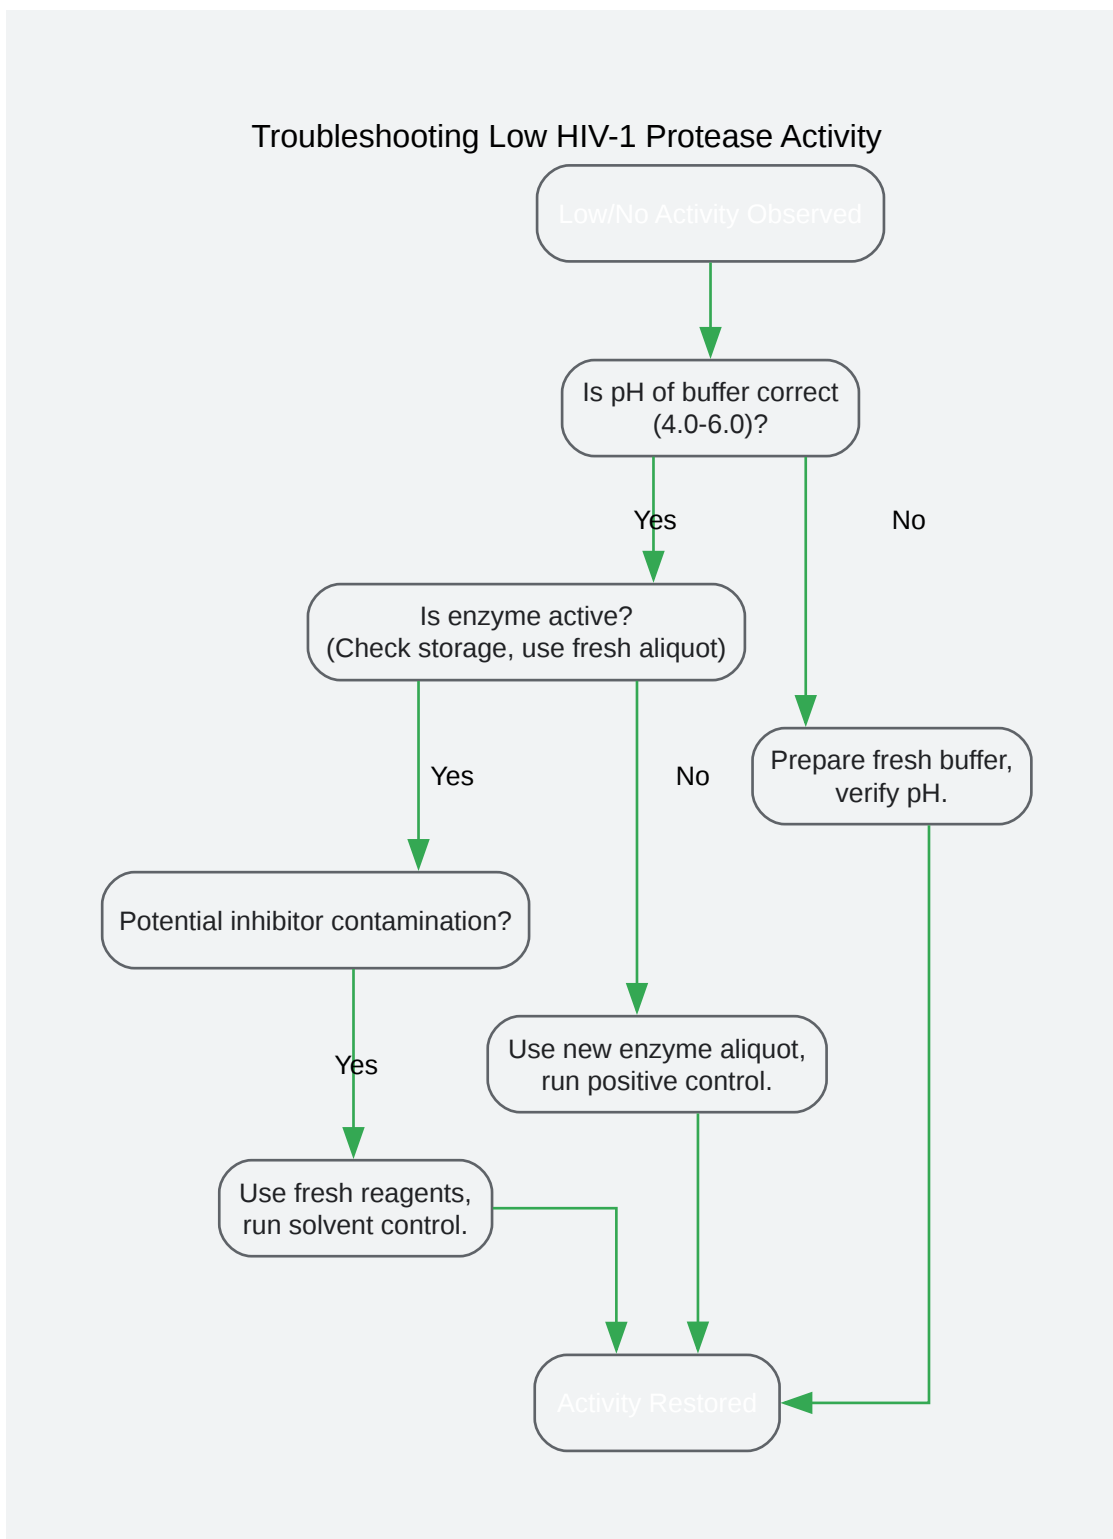 Troubleshooting Low HIV-1 Protease Activity
Low/No Activity Observed
Is pH of buffer correct
(4.0-6.0)?
Yes
No
Is enzyme active?
(Check storage, use fresh aliquot)
Yes
No
Prepare fresh buffer,
verify pH.
Potential inhibitor contamination?
Use new enzyme aliquot,
run positive control.
Yes
Use fresh reagents,
run solvent control.
Activity Restored